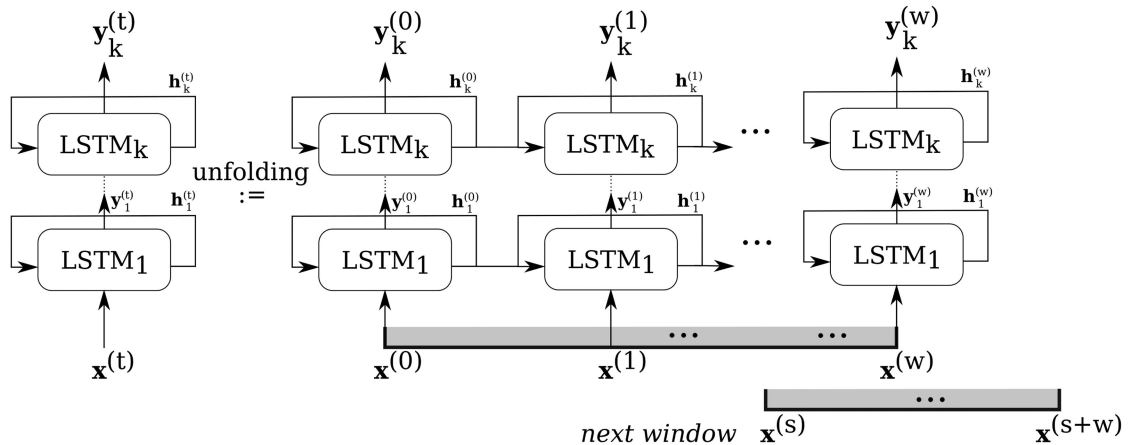 y_k^(t) y_k^(0) y_k^(1) y_k^(w)
h_k^(t) h_k^(0) h_k^(1) h_k^(w)
LSTM_k LSTM_k LSTM_k ... LSTM_k
unfolding
:=
y_1^(t) h_1^(t) y_1^(0) h_1^(0) y_1^(1) h_1^(1) y_1^(w) h_1^(w)
LSTM_1 LSTM_1 LSTM_1 ... LSTM_1
... ...
x^(t) x^(0) x^(1) x^(w)
...
next window x^(s) x^(s+w)